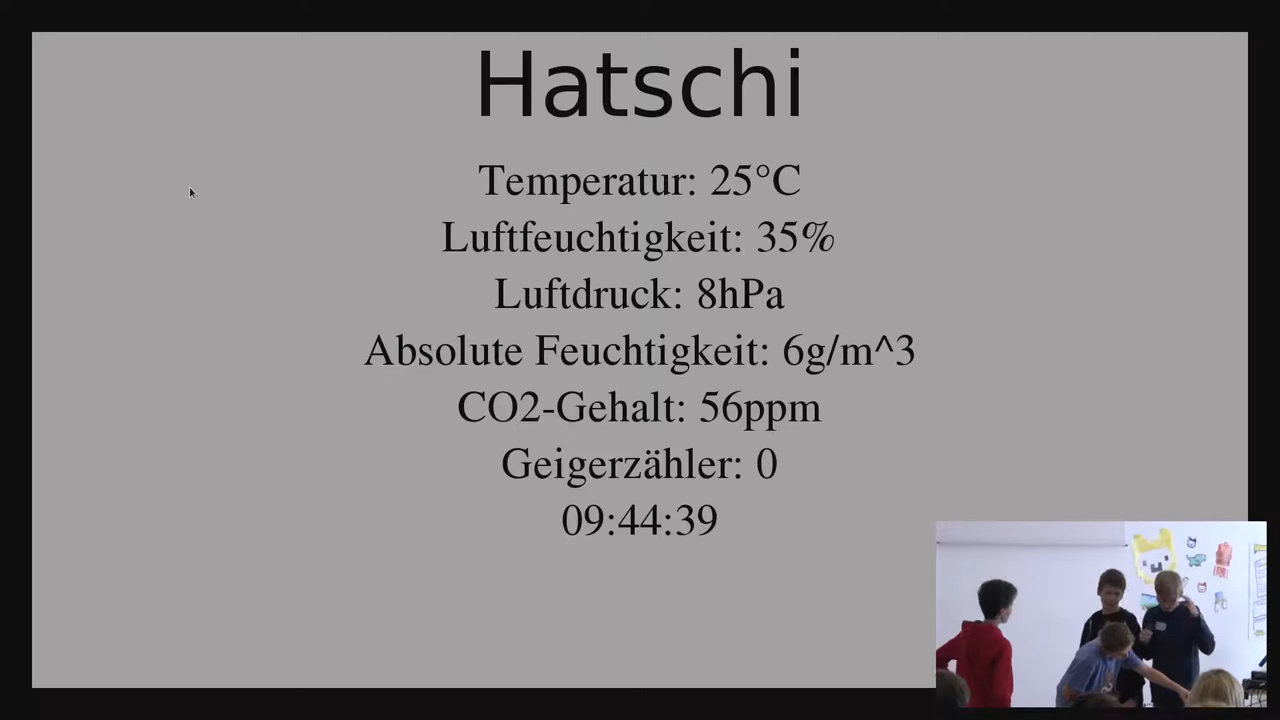 Hatschi
Temperatur: 25°C
Luftfeuchtigkeit: 35%
Luftdruck: 8hPa
Absolute Feuchtigkeit: 6g/m^3
CO2-Gehalt: 56ppm
Geigerzähler: 0
09:44:39